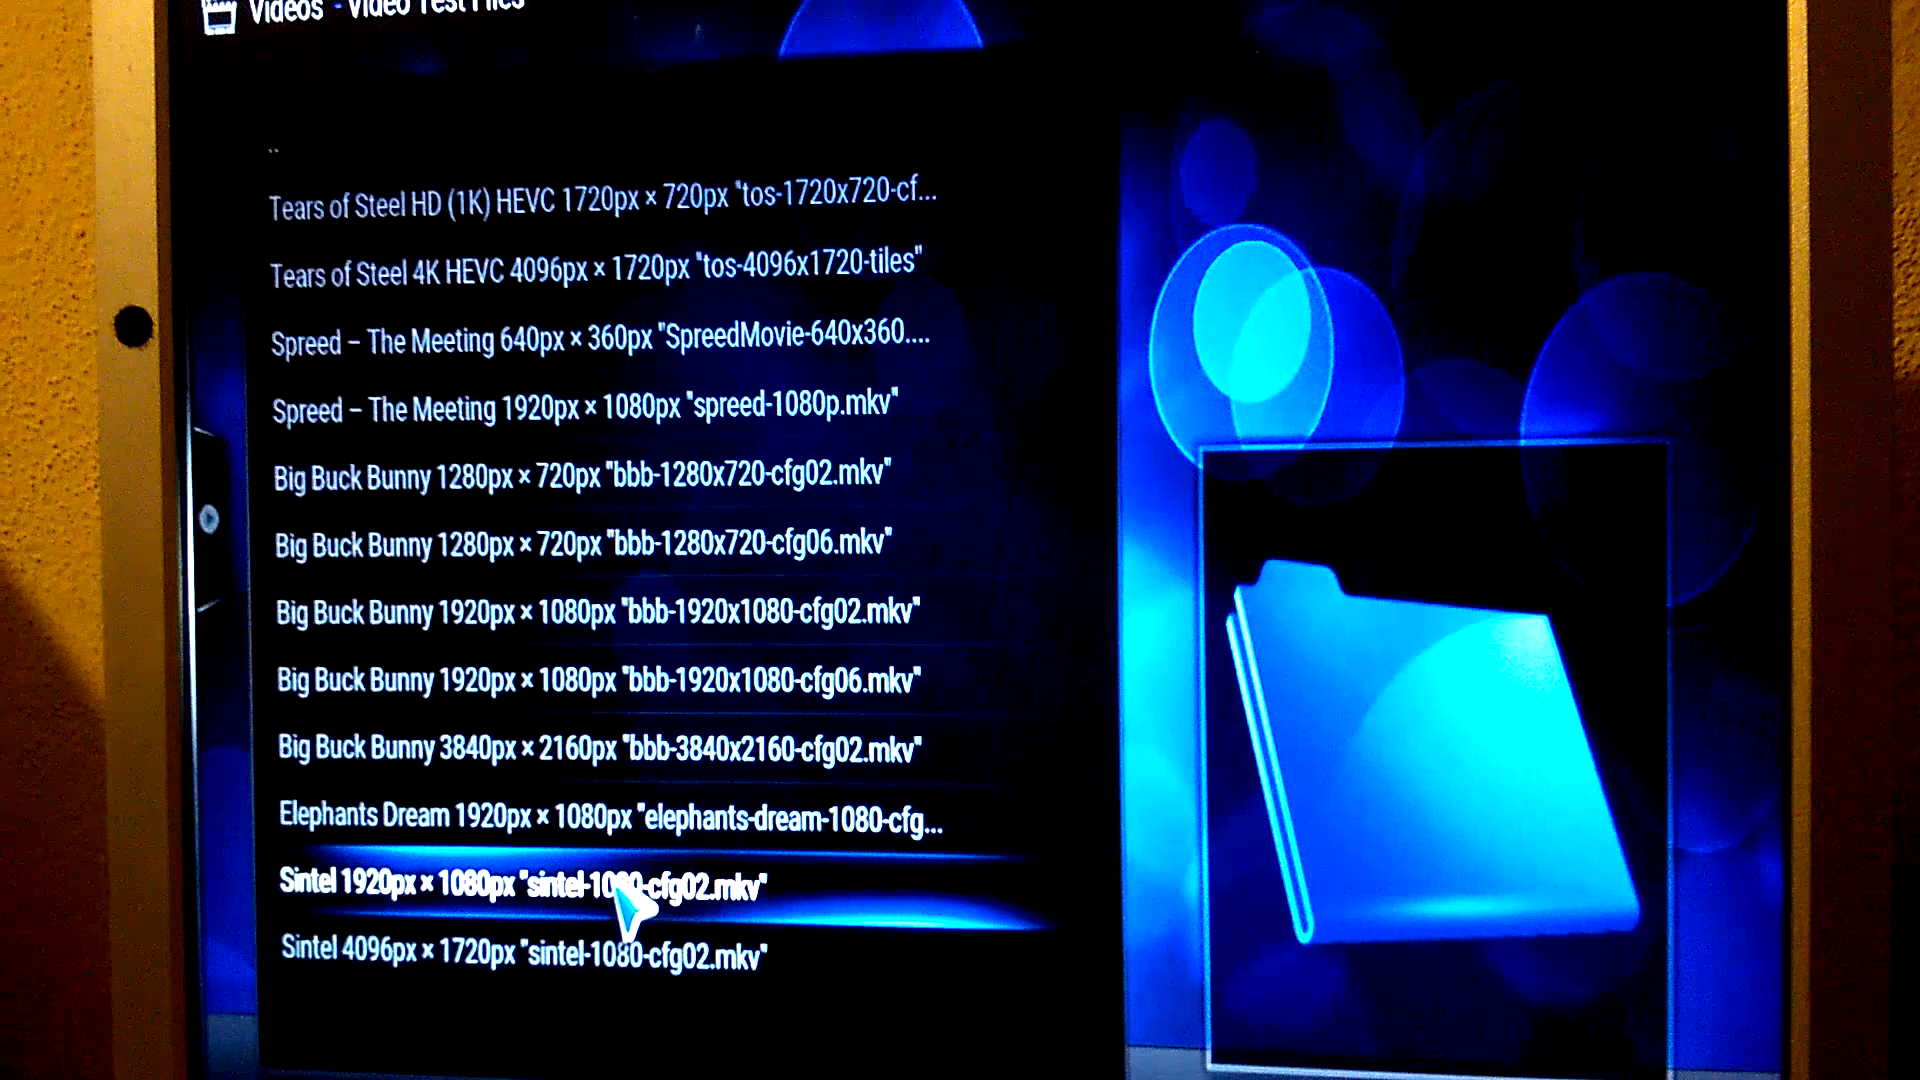 Videos - Video Test Files
..
Tears of Steel HD (1K) HEVC 1720px × 720px "tos-1720x720-cf...
Tears of Steel 4K HEVC 4096px × 1720px "tos-4096x1720-tiles"
Spreed – The Meeting 640px × 360px "SpreedMovie-640x360....
Spreed – The Meeting 1920px × 1080px "spreed-1080p.mkv"
Big Buck Bunny 1280px × 720px "bbb-1280x720-cfg02.mkv"
Big Buck Bunny 1280px × 720px "bbb-1280x720-cfg06.mkv"
Big Buck Bunny 1920px × 1080px "bbb-1920x1080-cfg02.mkv"
Big Buck Bunny 1920px × 1080px "bbb-1920x1080-cfg06.mkv"
Big Buck Bunny 3840px × 2160px "bbb-3840x2160-cfg02.mkv"
Elephants Dream 1920px × 1080px "elephants-dream-1080-cfg...
Sintel 1920px × 1080px "sintel-1080-cfg02.mkv"
Sintel 4096px × 1720px "sintel-1080-cfg02.mkv"